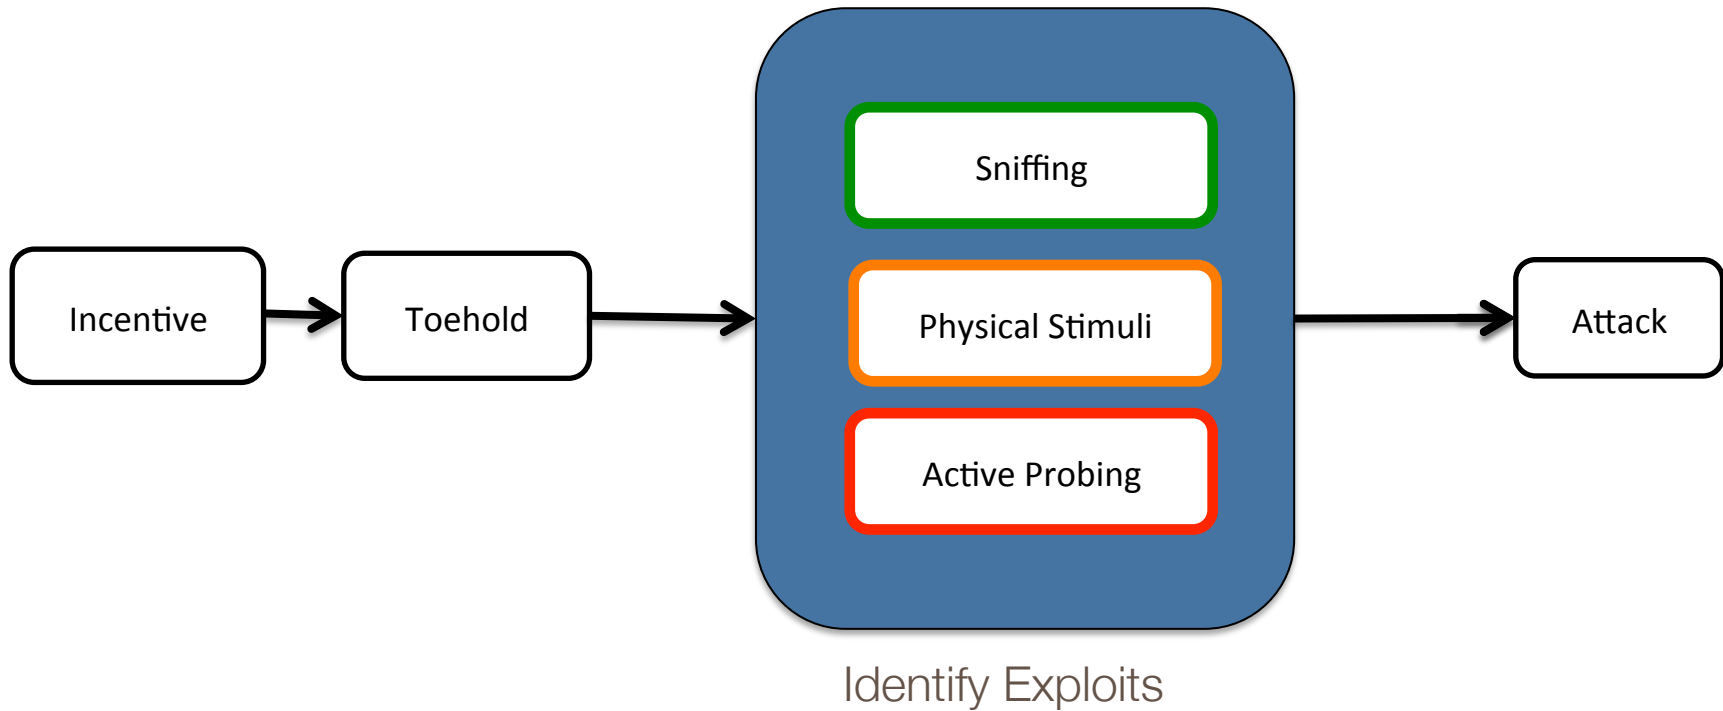 Sniffing
Incentive
Toehold
Physical Stimuli
Attack
Active Probing
Identify Exploits